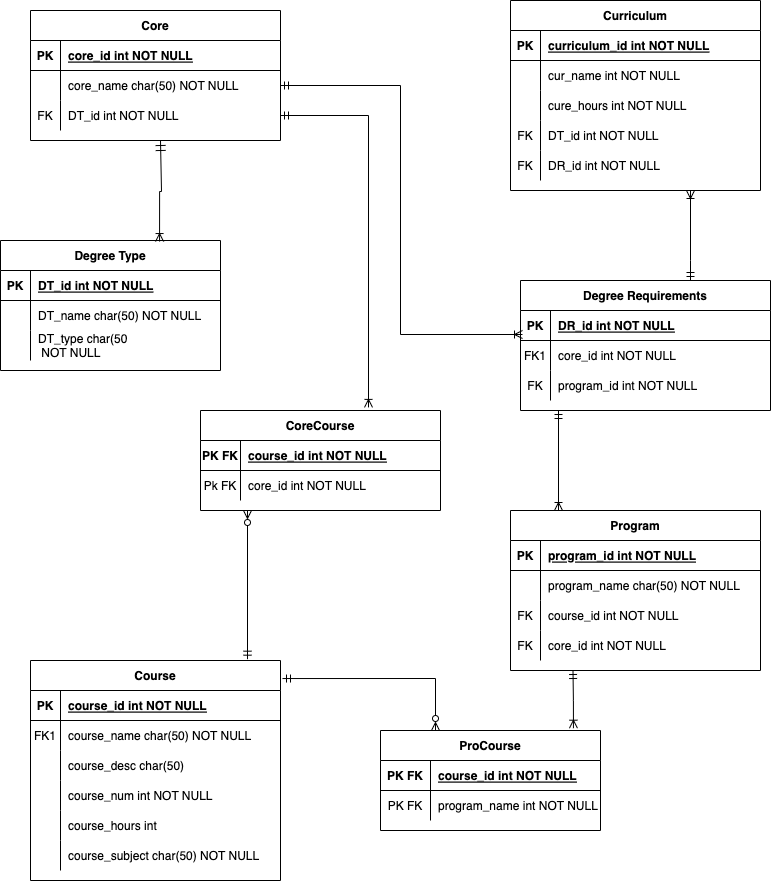 Core
PK core_id int NOT NULL
core_name char(50) NOT NULL
FK DT_id int NOT NULL
Curriculum
PK curriculum_id int NOT NULL
cur_name int NOT NULL
cure_hours int NOT NULL
FK DT_id int NOT NULL
FK DR_id int NOT NULL
Degree Type
PK DT_id int NOT NULL
DT_name char(50) NOT NULL
DT_type char(50
NOT NULL
Degree Requirements
PK DR_id int NOT NULL
FK1 core_id int NOT NULL
FK program_id int NOT NULL
CoreCourse
PK FK course_id int NOT NULL
Pk FK core_id int NOT NULL
Program
PK program_id int NOT NULL
program_name char(50) NOT NULL
FK course_id int NOT NULL
FK core_id int NOT NULL
Course
PK course_id int NOT NULL
FK1 course_name char(50) NOT NULL
course_desc char(50)
course_num int NOT NULL
course_hours int
course_subject char(50) NOT NULL
ProCourse
PK FK course_id int NOT NULL
PK FK program_name int NOT NULL